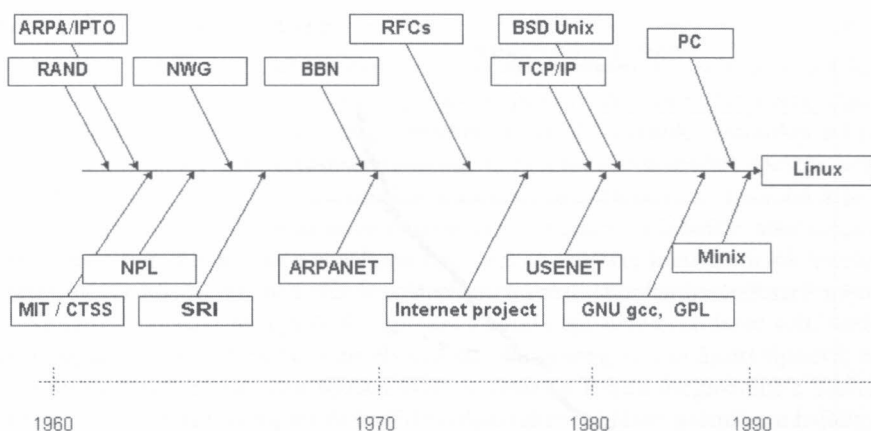 ARPA/IPTO
RFCs
BSD Unix
PC
RAND
NWG
BBN
TCP/IP
Linux
NPL
ARPANET
USENET
Minix
MIT / CTSS
SRI
Internet project
GNU gcc, GPL
1960
1970
1980
1990